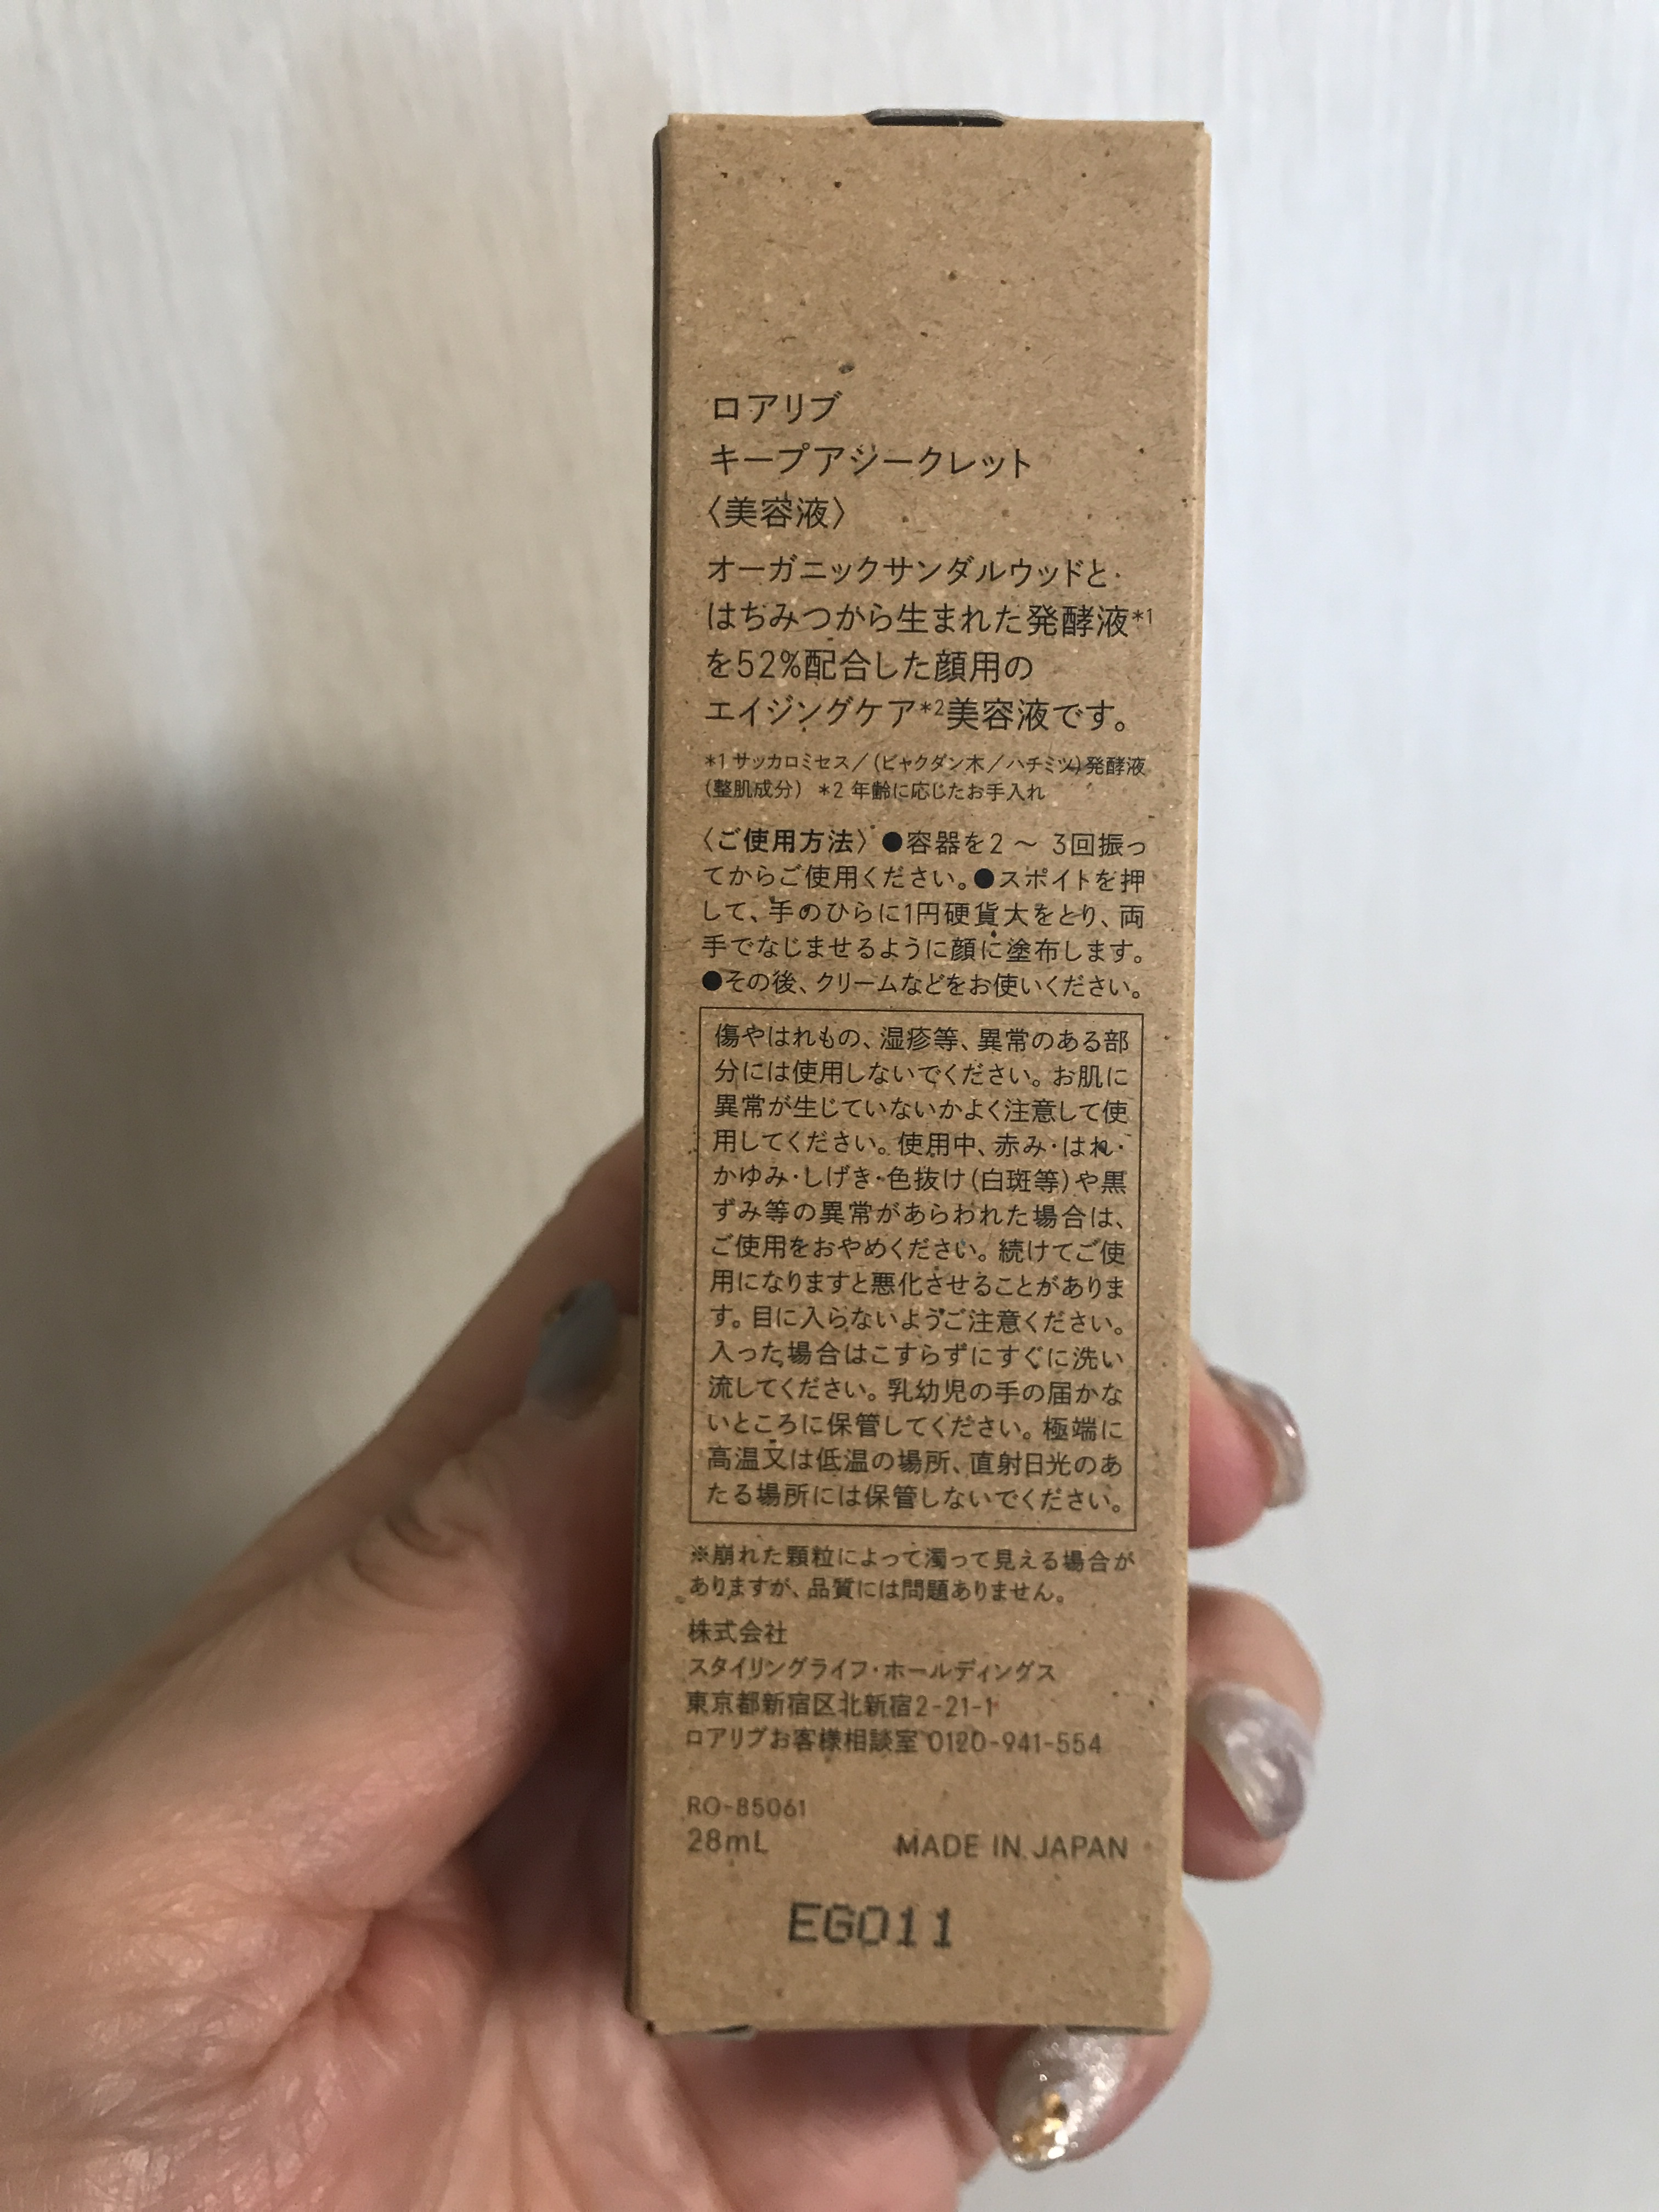 ロアリブ
キープアジークレット
〈美容液〉
オーガニックサンダルウッドと
はちみつから生まれた発酵液*1
を52%配合した顔用の
エイジングケア*2美容液です。
*1 サッカロミセス/(ビャクダン木/ハチミツ)発酵液
(整肌成分) *2 年齢に応じたお手入れ
〈ご使用方法〉●容器を2 〜 3回振っ
てからご使用ください。●スポイトを押
して、手のひらに1円硬貨大をとり、両
手でなじませるように顔に塗布します。
●その後、クリームなどをお使いください。
傷やはれもの、湿疹等、異常のある部
分には使用しないでください。お肌に
異常が生じていないかよく注意して使
用してください。使用中、赤み・はれ・
かゆみ・しげき・色抜け(白斑等)や黒
ずみ等の異常があらわれた場合は、
ご使用をおやめください。続けてご使
用になりますと悪化させることがありま
す。目に入らないようご注意ください。
入った場合はこすらずにすぐに洗い
流してください。乳幼児の手の届かな
いところに保管してください。極端に
高温又は低温の場所、直射日光のあ
たる場所には保管しないでください。
※崩れた顆粒によって濁って見える場合が
ありますが、品質には問題ありません。
株式会社
スタイリングライフ・ホールディングス
東京都新宿区北新宿2-21-1
ロアリブお客様相談室 0120-941-554
RO-85061
28mL MADE IN JAPAN
EG011